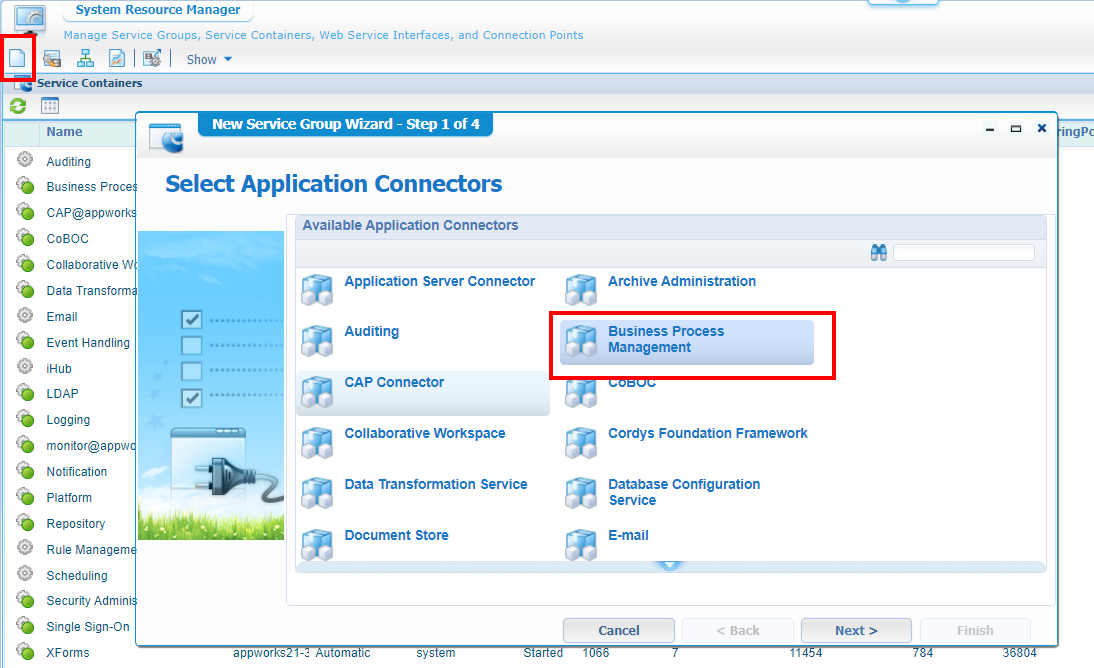 System Resource Manager
Manage Service Groups, Service Containers, Web Service Interfaces, and Connection Points
Show
Service Containers
Name
Auditing
Business Proces
CAP@appworks
CoBOC
Collaborative Wo
Data Transforma
Email
Event Handling
iHub
LDAP
Logging
monitor@appwo
Notification
Platform
Repository
Rule Manageme
Scheduling
Security Adminis
Single Sign-On
XForms appworks21-3 Automatic system Started 1066 7 11454 784 36804
ringPo
New Service Group Wizard - Step 1 of 4
Select Application Connectors
Available Application Connectors
Application Server Connector
Archive Administration
Auditing
Business Process
Management
CAP Connector
CoBOC
Collaborative Workspace
Cordys Foundation Framework
Data Transformation Service
Database Configuration
Service
Document Store
E-mail
Cancel
< Back
Next >
Finish